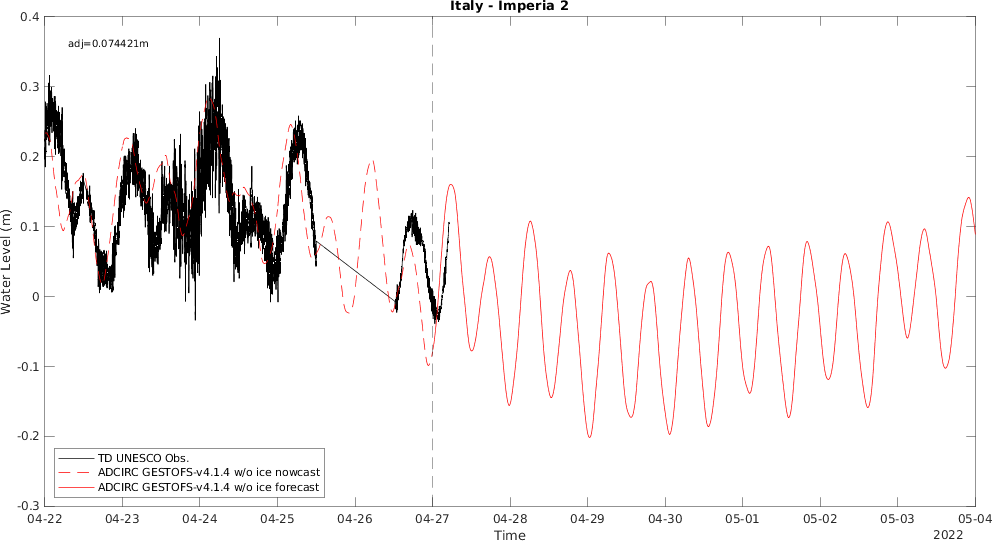 Italy - Imperia 2
adj=0.074421m
0.4
0.3
0.2
0.1
0
-0.1
-0.2
-0.3
Water Level (m)
TD UNESCO Obs.
ADCIRC GESTOFS-v4.1.4 w/o ice nowcast
ADCIRC GESTOFS-v4.1.4 w/o ice forecast
04-22 04-23 04-24 04-25 04-26 04-27 04-28 04-29 04-30 05-01 05-02 05-03 05-04
Time
2022